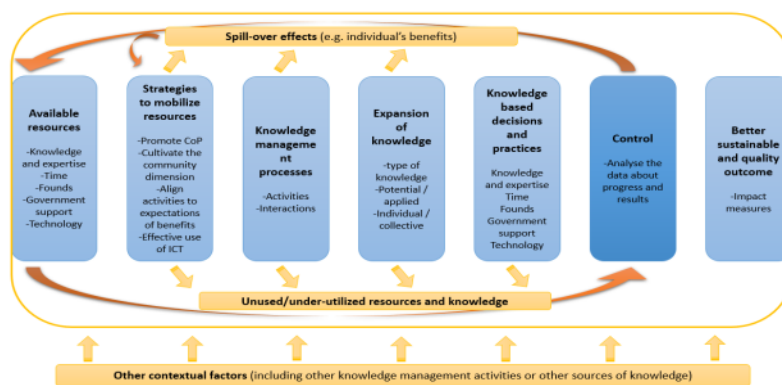 Spill-over effects (e.g. individual's benefits)
Available
resources
-Knowledge
and expertise
-Time
-Founds
-Government
support
-Technology
Strategies
to mobilize
resources
-Promote CoP
-Cultivate the
community
dimension
-Align
activities to
expectations of
benefits
-Effective use
of ICT
Knowledge
manageme
nt
processes
-Activities
-Interactions
Expansion
of
knowledge
-type of
knowledge
-Potential /
applied
-Individual /
collective
Knowledge
based
decisions
and
practices
Knowledge
and expertise
Time
Founds
Government
support
Technology
Control
-Analyse the
data about
progress and
results
Better
sustainable
and quality
outcome
-Impact
measures
Unused/under-utilized resources and knowledge
Other contextual factors (including other knowledge management activities or other sources of knowledge)